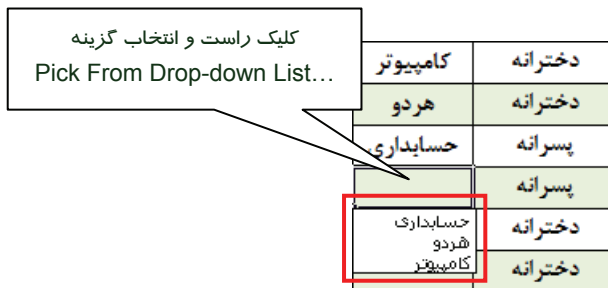 کلیک راست و انتخاب گزینه
Pick From Drop-down List...
دخترانه کامپیوتر
دخترانه هردو
پسرانه حسابداری
پسرانه
دخترانه
دخترانه
حسابداری
هردو
کامپیوتر